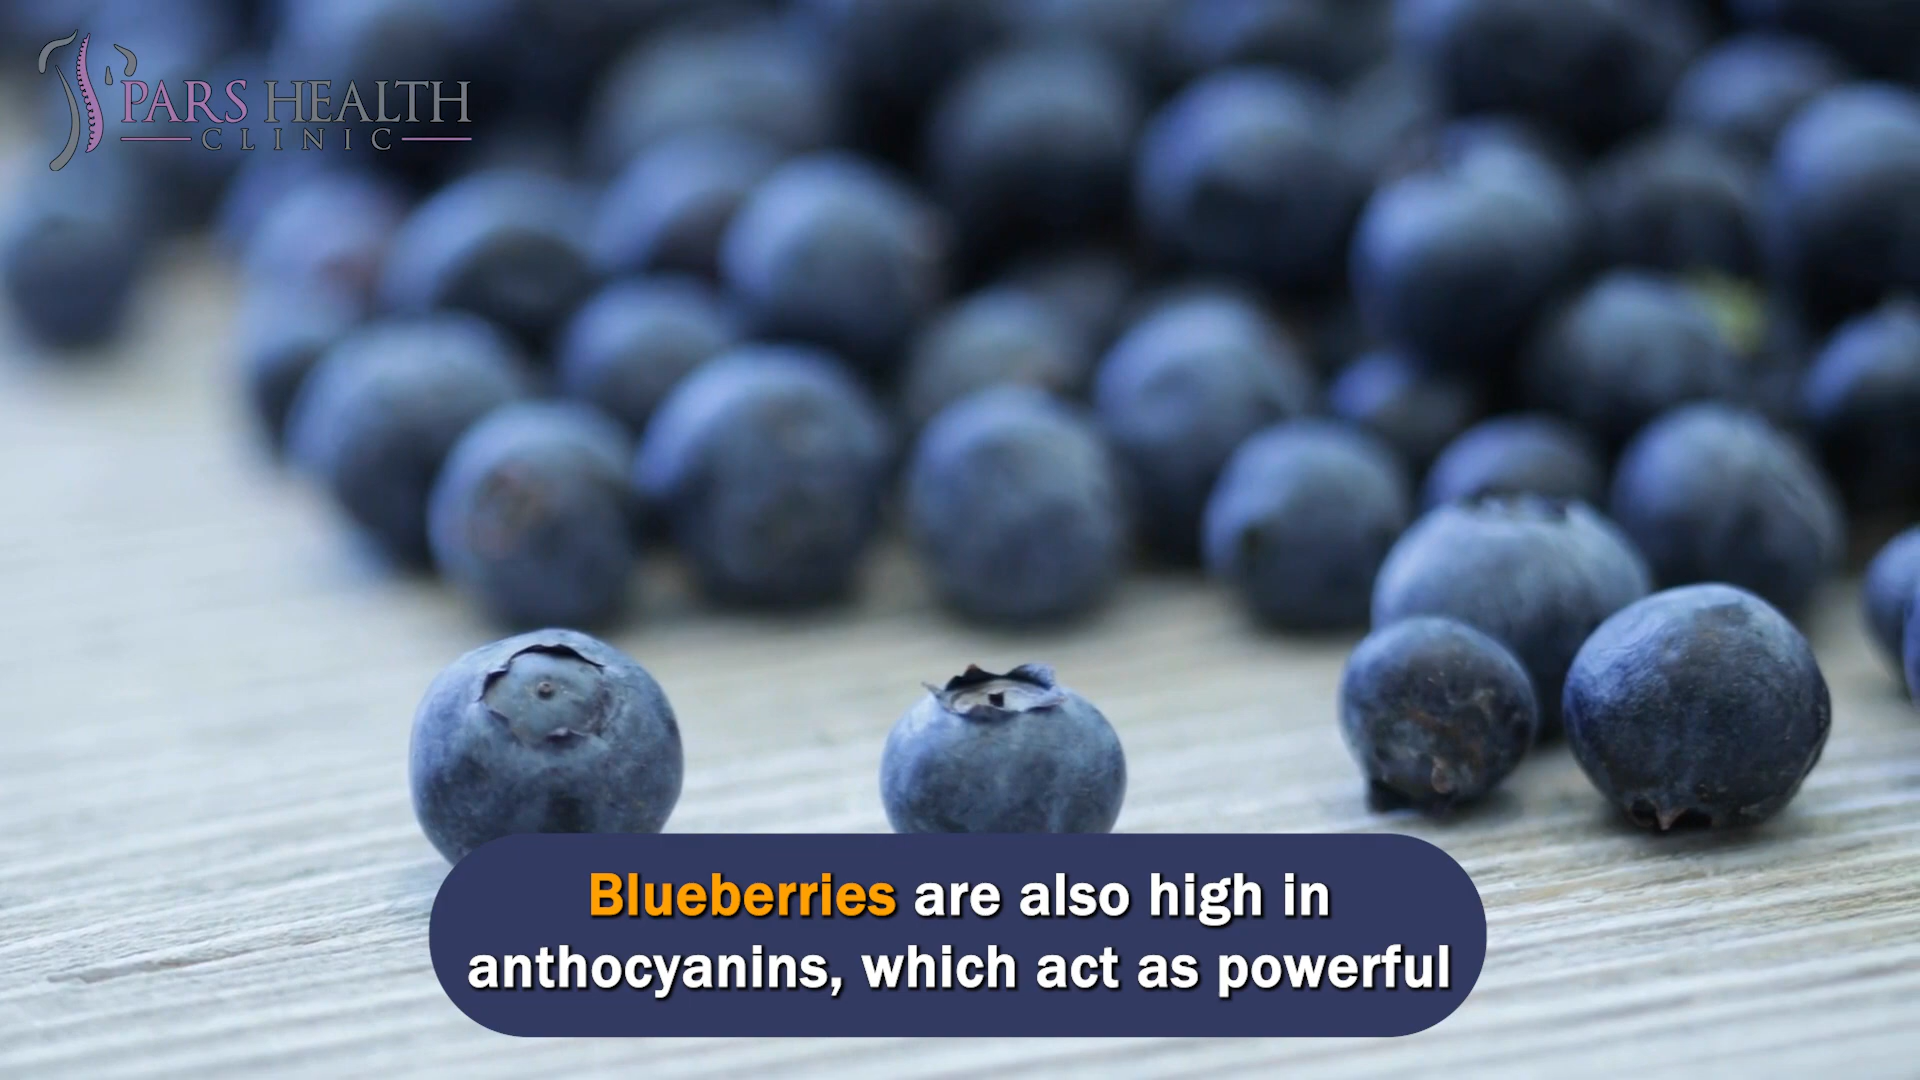 PARS HEALTH
CLINIC
Blueberries are also high in
anthocyanins, which act as powerful